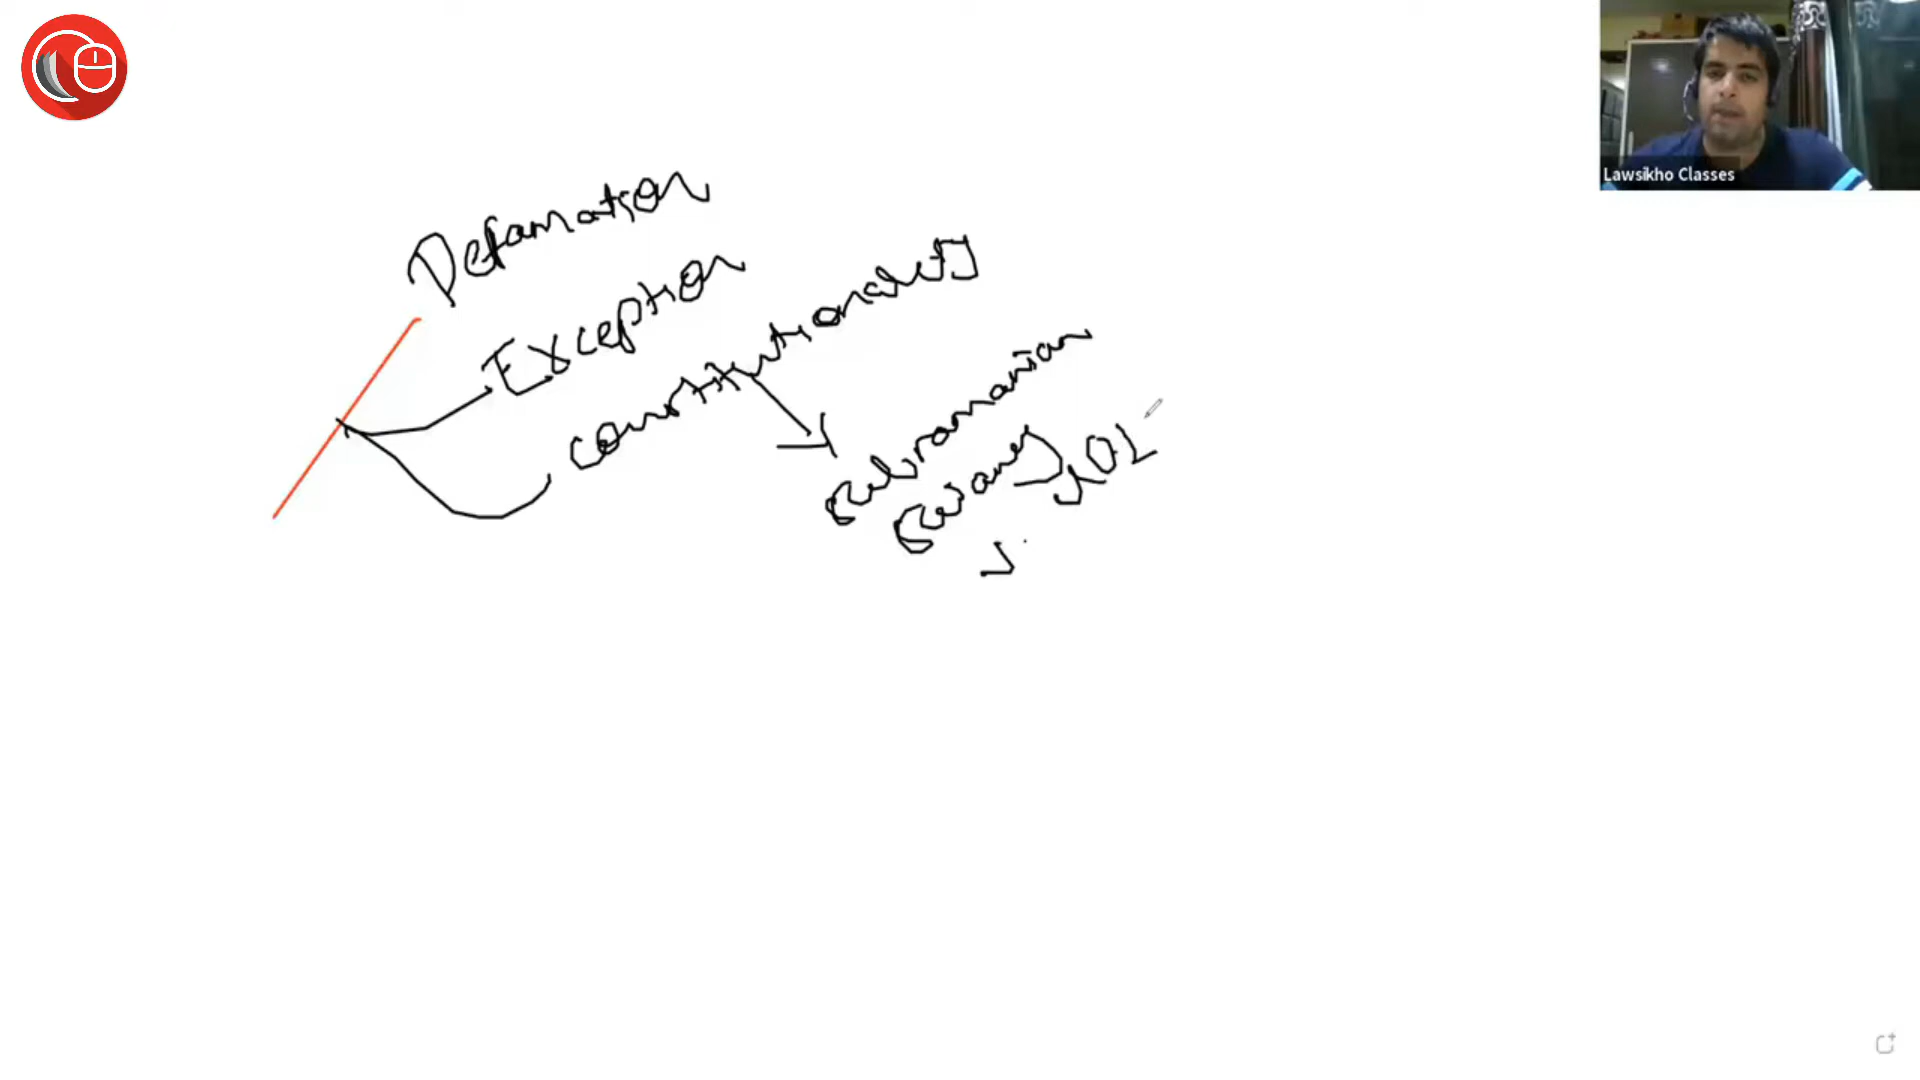 Defamation
Exception
constitutionality
Subramanian
Swamy
UOI
v.
Lawsikho Classes